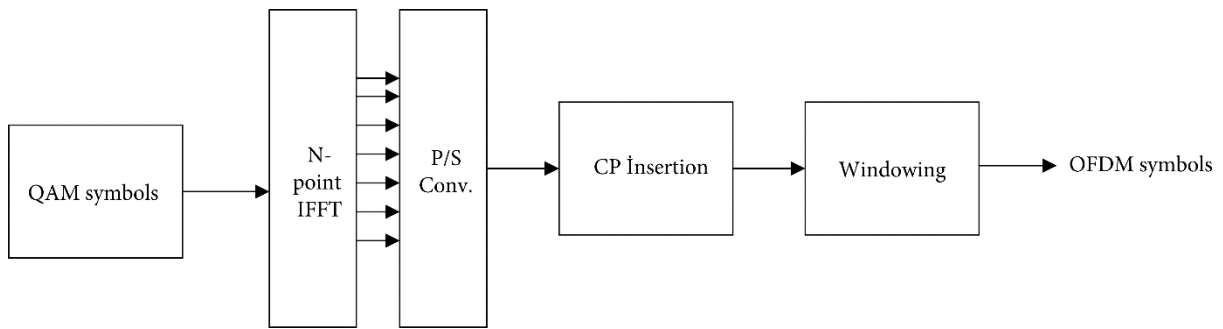 QAM symbols
N-
point
IFFT
P/S
Conv.
CP İnsertion
Windowing
OFDM symbols